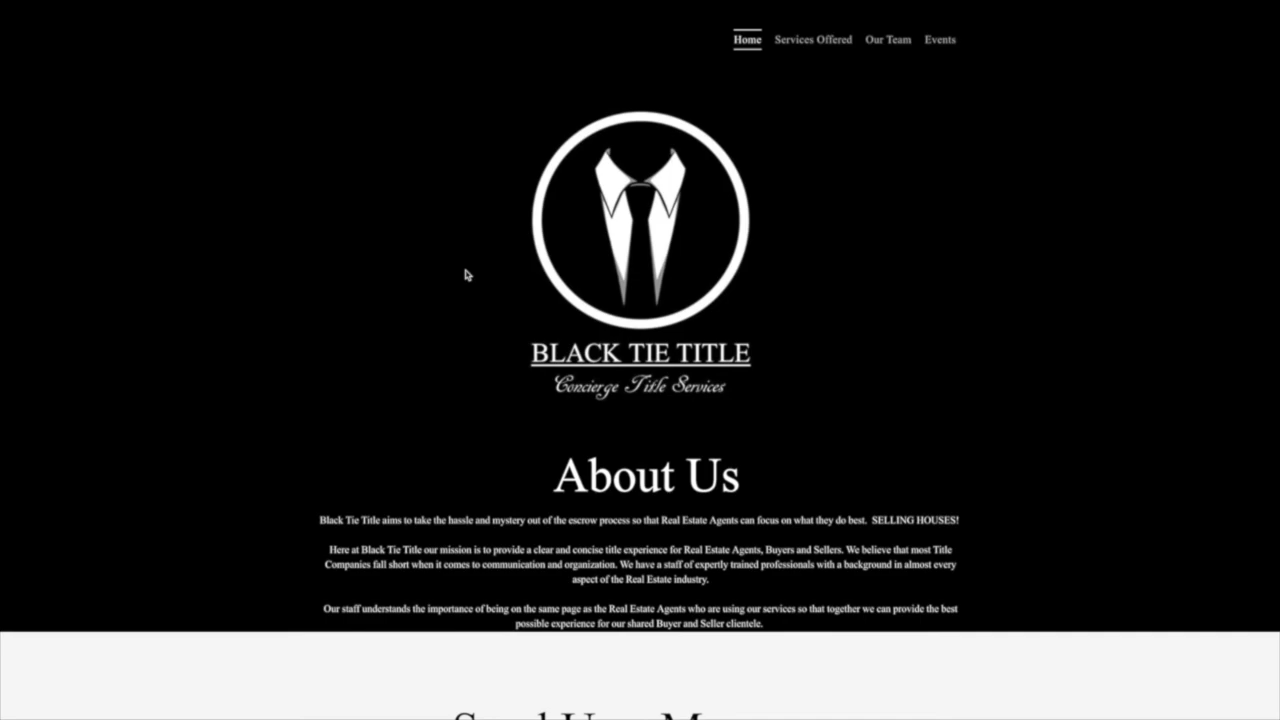 Home Services Offered Our Team Events
BLACK TIE TITLE
Concierge Title Services
About Us
Black Tie Title aims to take the hassle and mystery out of the escrow process so that Real Estate Agents can focus on what they do best. SELLING HOUSES!
Here at Black Tie Title our mission is to provide a clear and concise title experience for Real Estate Agents, Buyers and Sellers. We believe that most Title
Companies fall short when it comes to communication and organization. We have a staff of expertly trained professionals with a background in almost every
aspect of the Real Estate industry.
Our staff understands the importance of being on the same page as the Real Estate Agents who are using our services so that together we can provide the best
possible experience for our shared Buyer and Seller clientele.